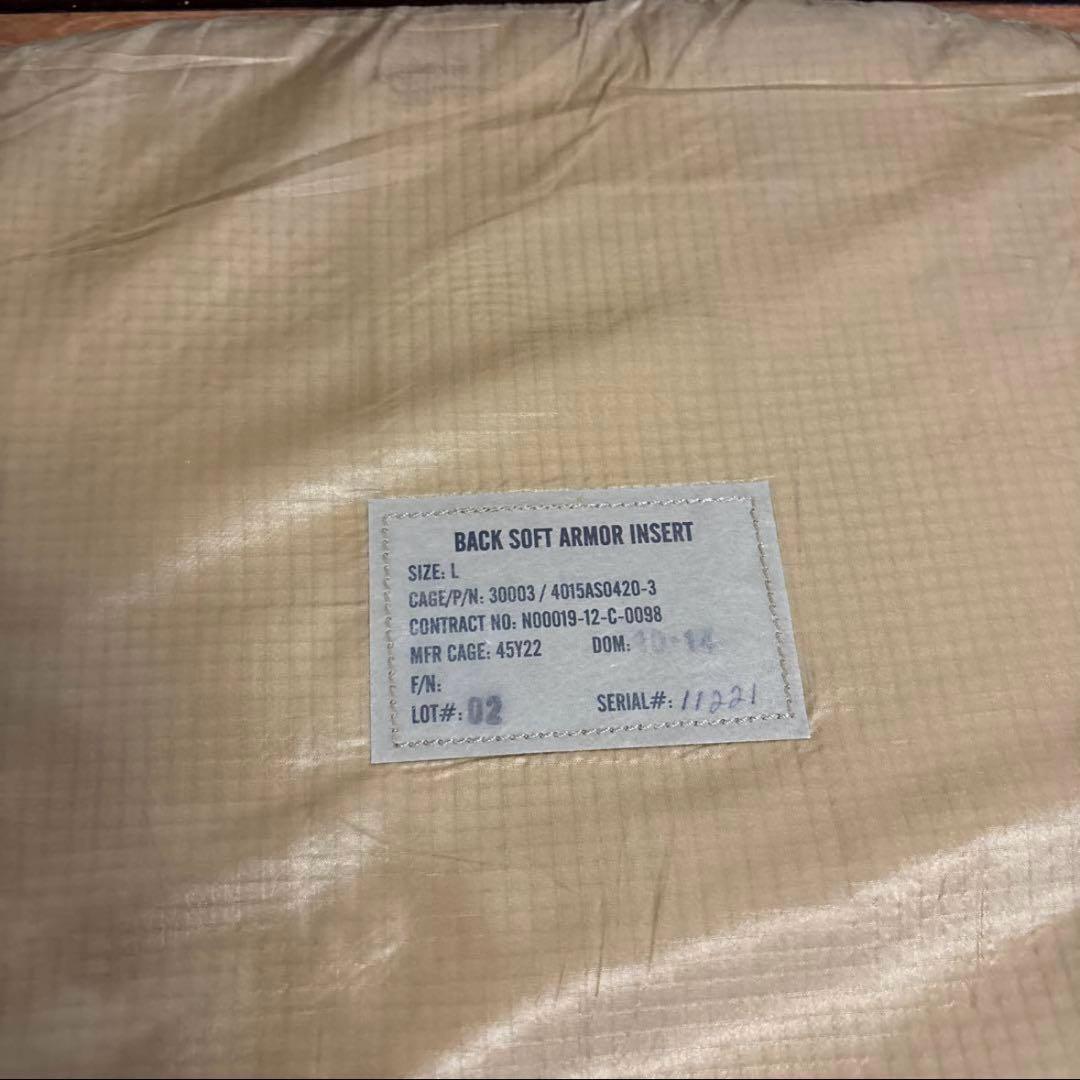 BACK SOFT ARMOR INSERT
SIZE: L
CAGE/P/N: 30003 / 4015AS0420-3
CONTRACT NO: N00019-12-C-0098
MFR CAGE: 45Y22 DOM: 10-14
F/N:
LOT#: 02 SERIAL#: 11221